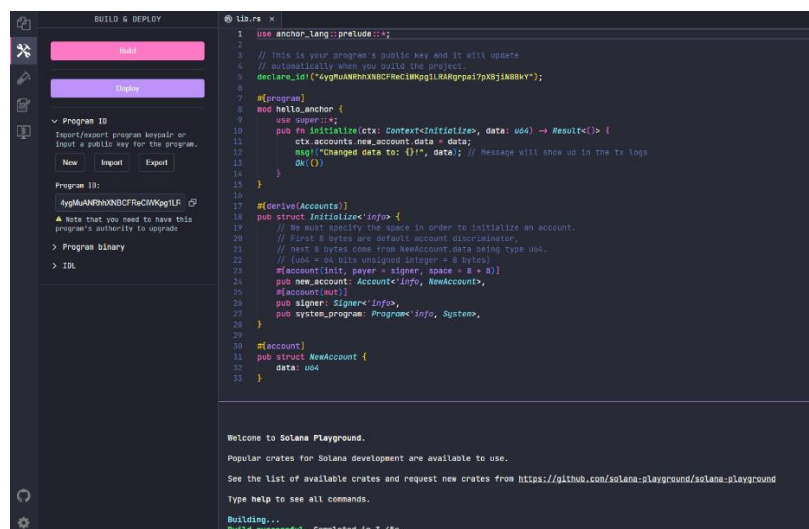 BUILD & DEPLOY
Build
Deploy
Program ID
Import/export program keypair or
input a public key for the program.
New Import Export
Program ID:
4ygMuANRhhXNBCFReCiWKpg1LF
Note that you need to have this
program's authority to upgrade
Program binary
IDL
lib.rs ×
1 use anchor_lang::prelude::*;
2
3 // This is your program's public key and it will update
4 // automatically when you build the project.
5 declare_id!("4ygMuANRhhXNBCFReCiWKpg1LRARgrpai7pXBjiN8BkY");
6
7 #[program]
8 mod hello_anchor {
9 use super::*;
10 pub fn initialize(ctx: Context<Initialize>, data: u64) → Result<()> {
11 ctx.accounts.new_account.data = data;
12 msg!("Changed data to: {}!", data); // Message will show up in the tx logs
13 Ok(())
14 }
15 }
16
17 #[derive(Accounts)]
18 pub struct Initialize<'info> {
19 // We must specify the space in order to initialize an account.
20 // First 8 bytes are default account discriminator,
21 // next 8 bytes come from NewAccount.data being type u64.
22 // (u64 = 64 bits unsigned integer = 8 bytes)
23 #[account(init, payer = signer, space = 8 + 8)]
24 pub new_account: Account<'info, NewAccount>,
25 #[account(mut)]
26 pub signer: Signer<'info>,
27 pub system_program: Program<'info, System>,
28 }
29
30 #[account]
31 pub struct NewAccount {
32 data: u64
33 }
Welcome to Solana Playground.
Popular crates for Solana development are available to use.
See the list of available crates and request new crates from https://github.com/solana-playground/solana-playground
Type help to see all commands.
Building...
Build successful. Completed in